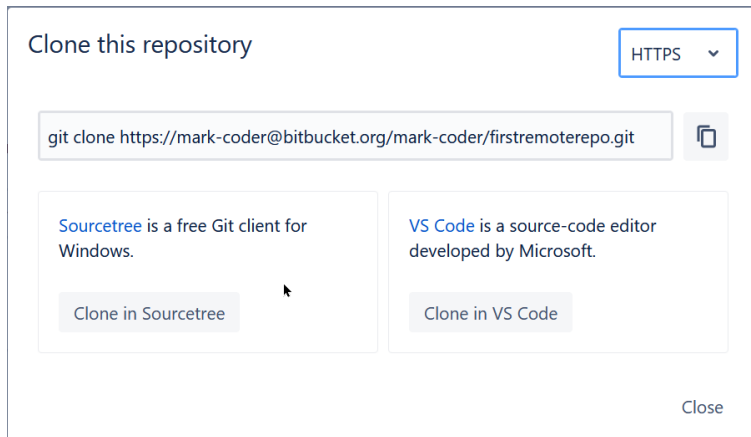 Clone this repository
HTTPS
git clone https://mark-coder@bitbucket.org/mark-coder/firstremoterepo.git
Sourcetree is a free Git client for
Windows.
Clone in Sourcetree
VS Code is a source-code editor
developed by Microsoft.
Clone in VS Code
Close